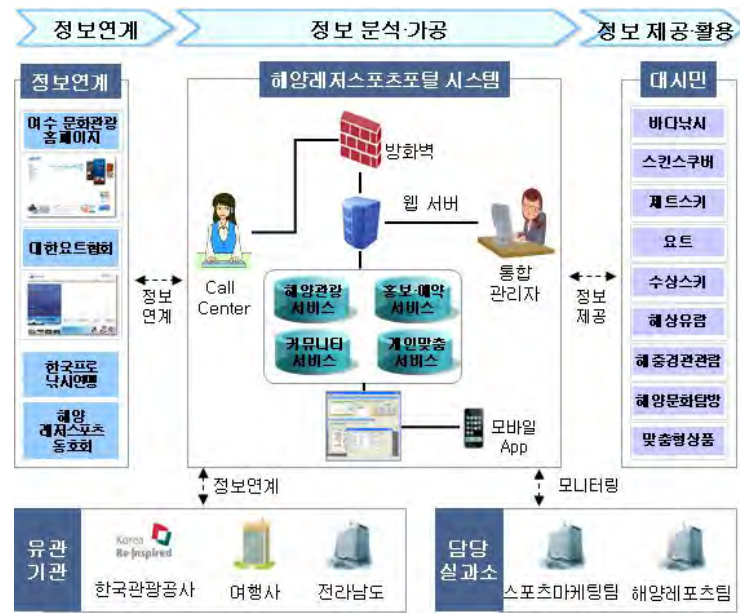 정보연계
정보 분석·가공
정보 제공·활용
정보연계
여수 문화관광
홈페이지
대한요트협회
한국프로
낚시연맹
해양
레저스포츠
동호회
정보
연계
해양레저스포츠포털 시스템
방화벽
웹 서버
Call
Center
통합
관리자
해양관광
서비스
홍보·예약
서비스
커뮤니티
서비스
개인맞춤
서비스
모바일
App
정보
제공
대시민
바다낚시
스킨스쿠버
제트스키
요트
수상스키
해상유람
해중경관관람
해양문화탐방
맞춤형상품
정보연계
모니터링
유관
기관
Korea
Be Inspired
한국관광공사
여행사
전라남도
담당
실과소
스포츠마케팅팀
해양레포츠팀